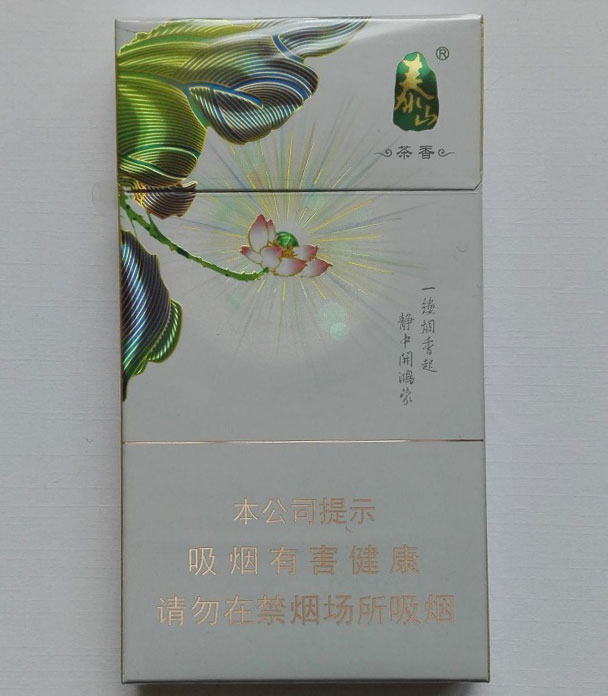 泰山
®
茶香
一缕烟香起
静中开鸿蒙
本公司提示
吸烟有害健康
请勿在禁烟场所吸烟